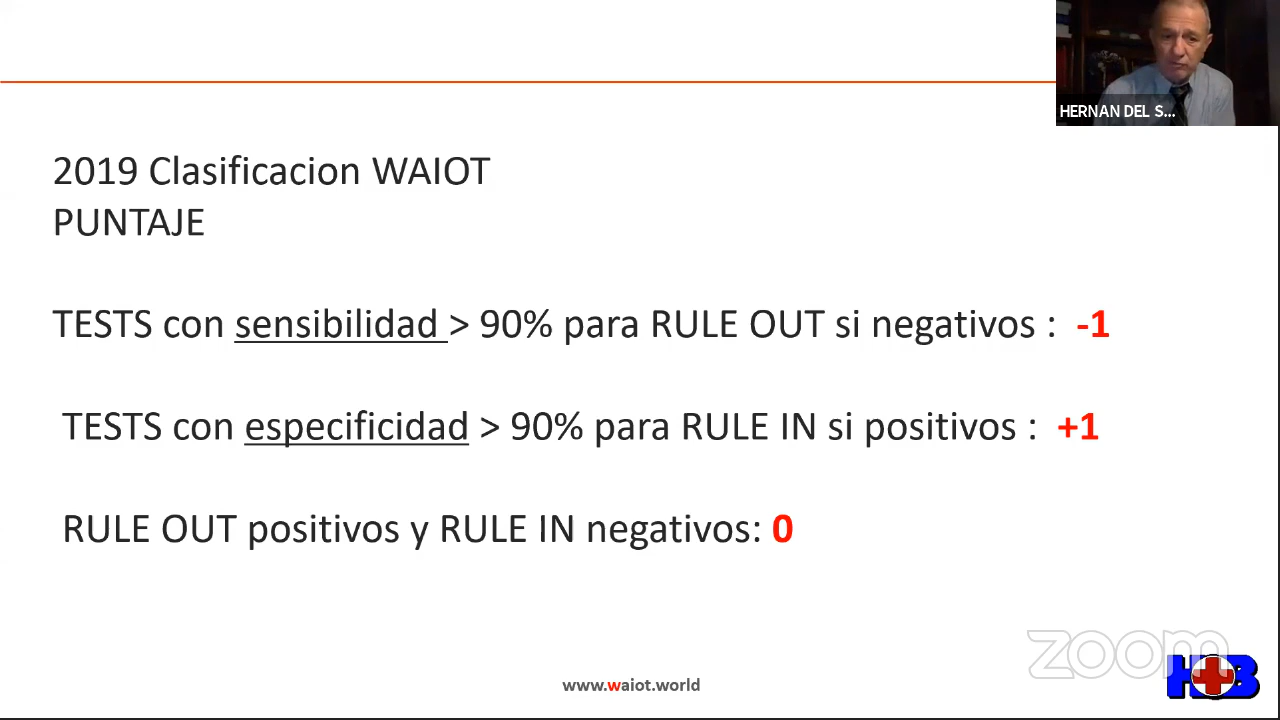 HERNAN DEL S...
2019 Clasificacion WAIOT
PUNTAJE
TESTS con sensibilidad > 90% para RULE OUT si negativos : -1
TESTS con especificidad > 90% para RULE IN si positivos : +1
RULE OUT positivos y RULE IN negativos: 0
zoom
www.waiot.world
HB